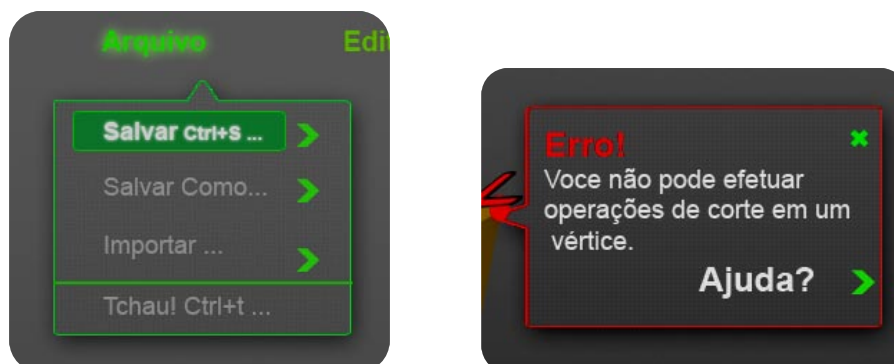 Arquivo
Edi
Salvar Ctrl+S ...
Salvar Como...
Importar ...
Tchau! Ctrl+t ...
Erro!
Voce não pode efetuar
operações de corte em um
vértice.
Ajuda?